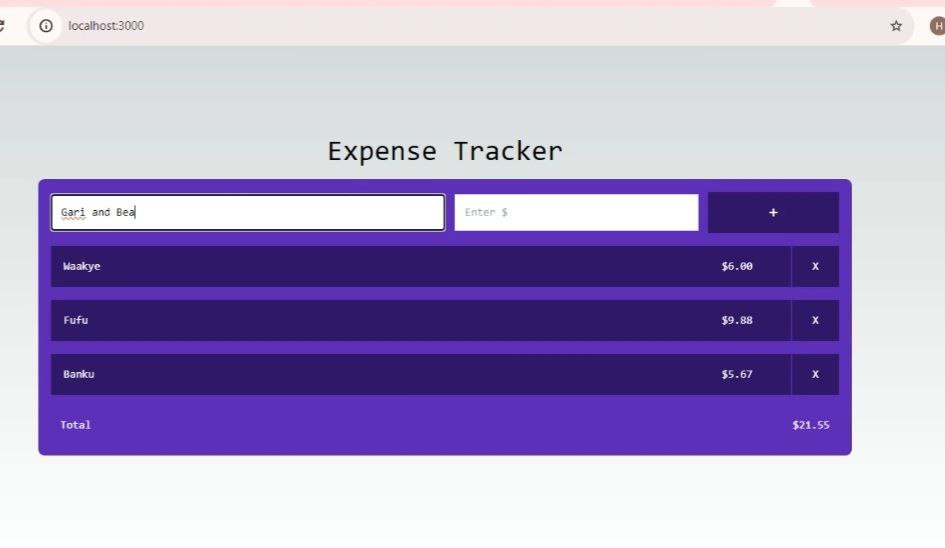 localhost:3000
H
Expense Tracker
Gari and Bea Enter $ +
Waakye $6.00 X
Fufu $9.88 X
Banku $5.67 X
Total $21.55